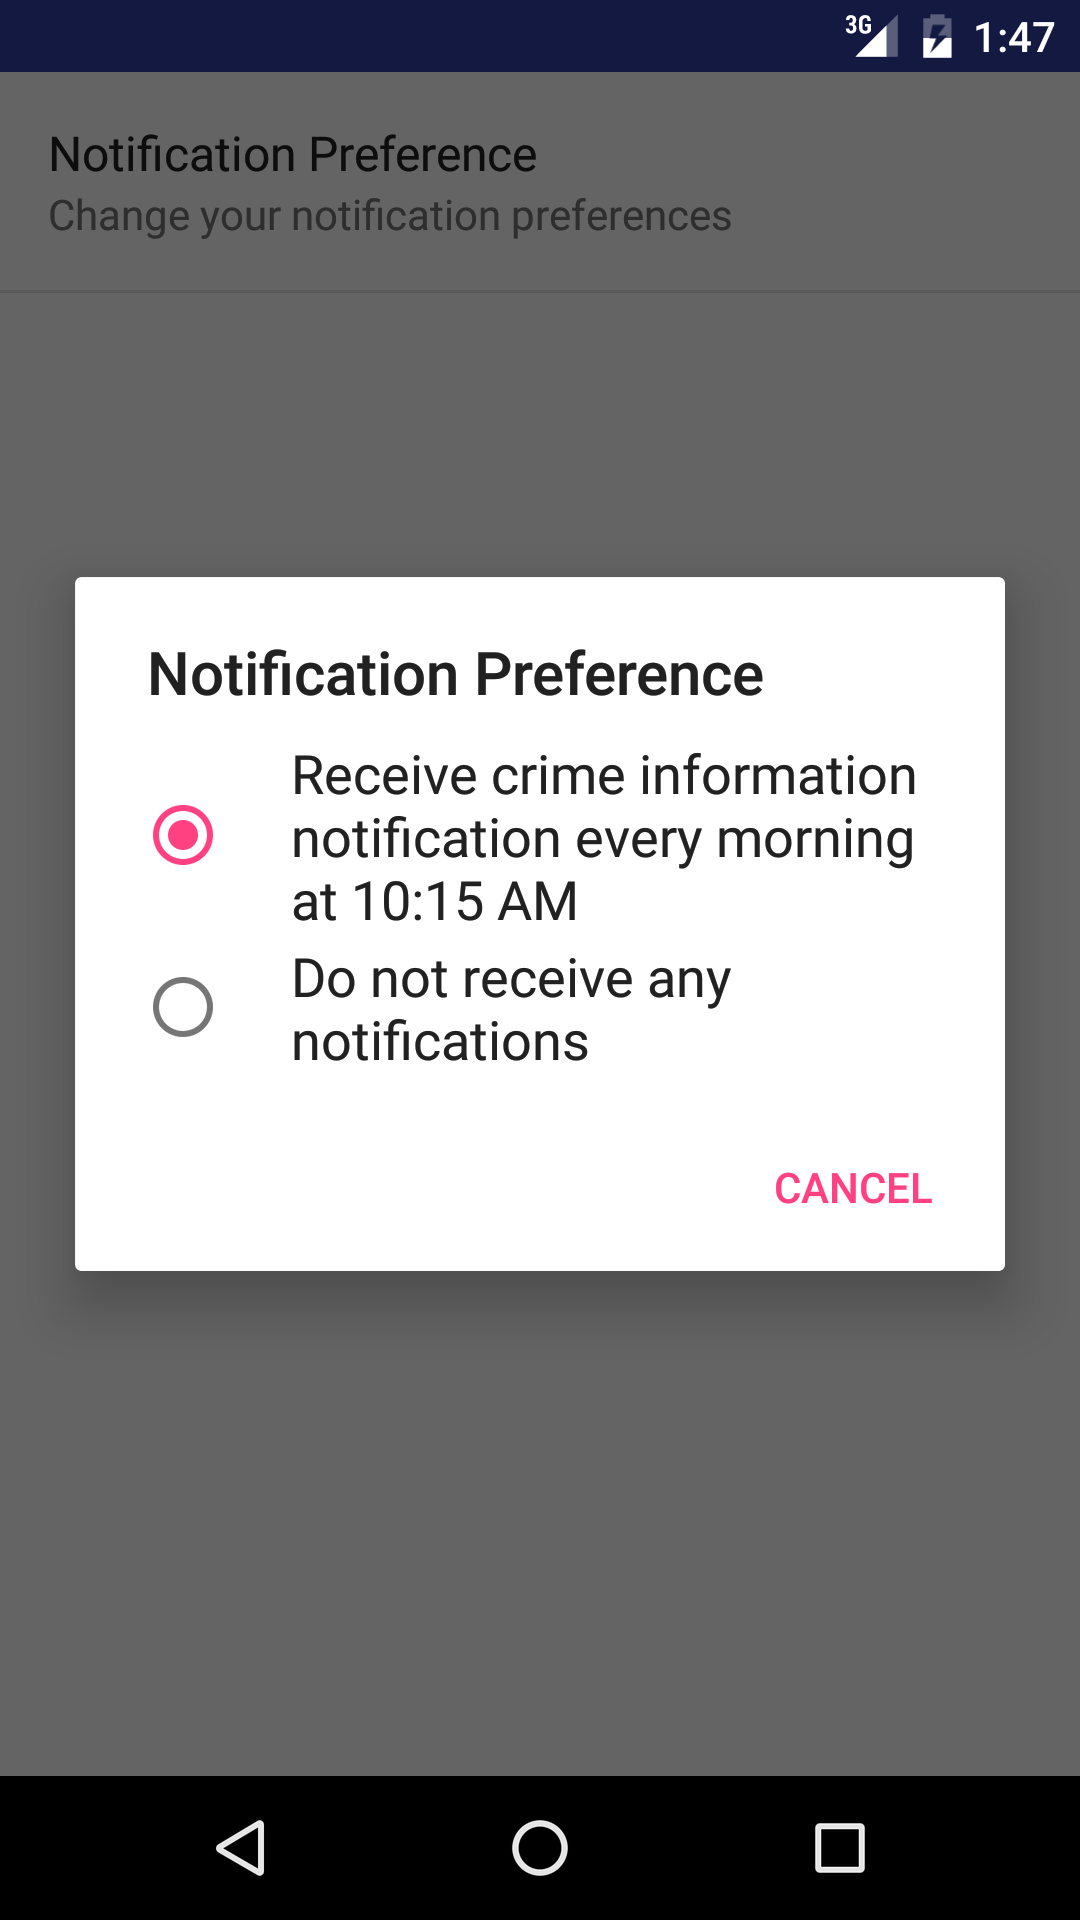 3G 1:47
Notification Preference
Change your notification preferences
Notification Preference
Receive crime information
notification every morning
at 10:15 AM
Do not receive any
notifications
CANCEL